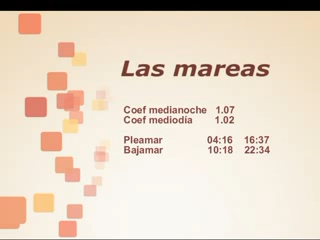 Las mareas
Coef medianoche 1.07
Coef mediodía 1.02
Pleamar 04:16 16:37
Bajamar 10:18 22:34